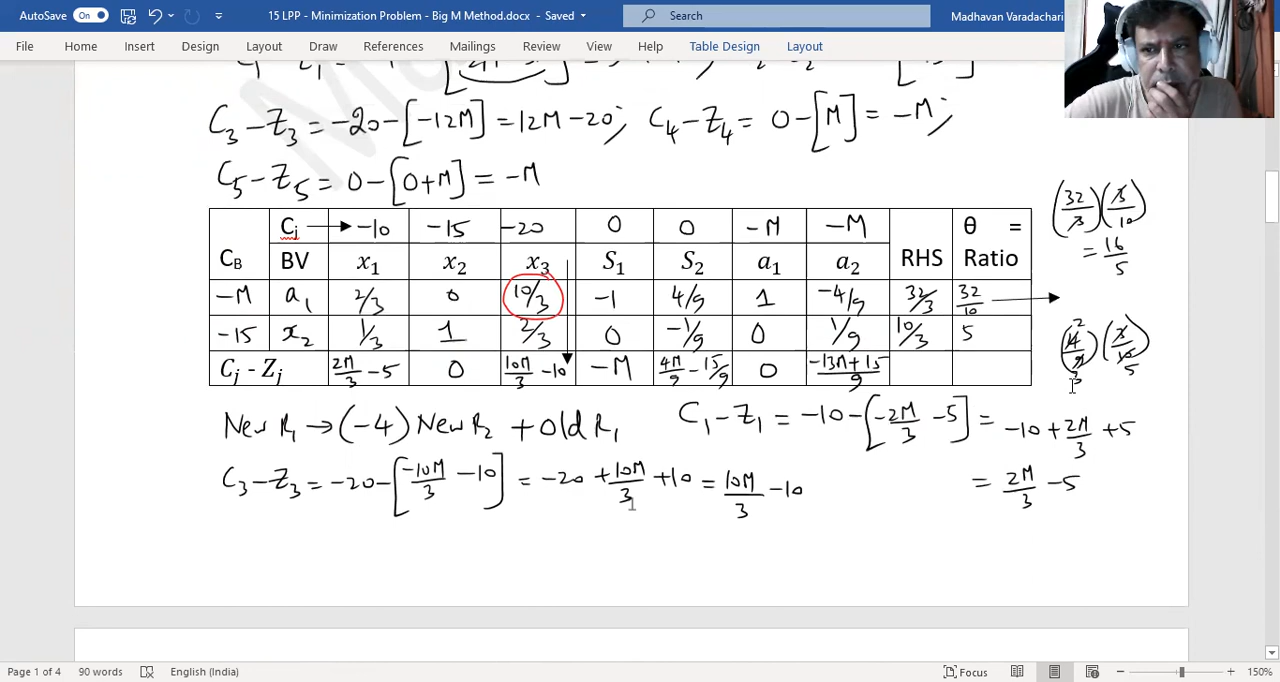 AutoSave On 15 LPP - Minimization Problem - Big M Method.docx - Saved Search Madhavan Varadachari
File Home Insert Design Layout Draw References Mailings Review View Help Table Design Layout
C₃ - Z₃ = -20 - [-12M] = 12M - 20; C₄ - Z₄ = 0 - [M] = -M;
C₅ - Z₅ = 0 - [0+M] = -M
C_B Cj → -10 -15 -20 0 0 -M -M RHS θ = Ratio
BV x₁ x₂ x₃ S₁ S₂ a₁ a₂
-M a₁ 2/3 0 10/3 -1 4/9 1 -4/9 32/3 32/10
-15 x₂ 1/3 1 2/3 0 -1/9 0 1/9 10/3 5
Cj - Zj 2M/3 - 5 0 10M/3 - 10 -M 4M/9 - 15/9 0 -13M+15/9
(32/3)(3/10)
= 16/5
New R₁ → (-4) New R₂ + Old R₁
C₁ - Z₁ = -10 - [-2M/3 - 5] = -10 + 2M/3 + 5
= 2M/3 - 5
C₃ - Z₃ = -20 - [-10M/3 - 10] = -20 + 10M/3 + 10 = 10M/3 - 10
Page 1 of 4 90 words English (India) Focus 150%